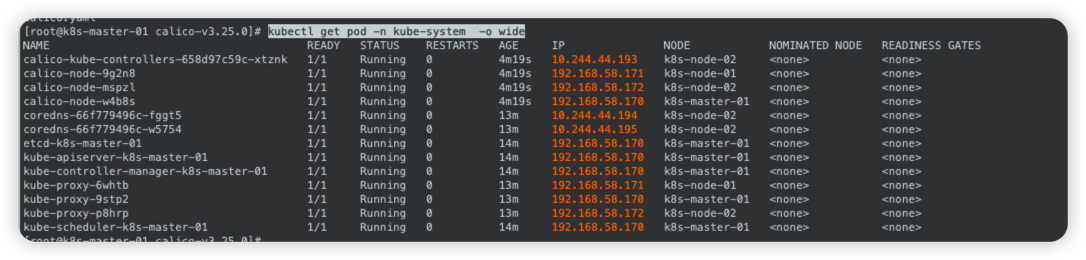 calico.yaml
[root@k8s-master-01 calico-v3.25.0]# kubectl get pod -n kube-system  -o wide
NAME                                       READY   STATUS    RESTARTS   AGE     IP               NODE            NOMINATED NODE   READINESS GATES
calico-kube-controllers-658d97c59c-xtznk   1/1     Running   0          4m19s   10.244.44.193    k8s-node-02     <none>           <none>
calico-node-9g2n8                          1/1     Running   0          4m19s   192.168.58.171   k8s-node-01     <none>           <none>
calico-node-mspzl                          1/1     Running   0          4m19s   192.168.58.172   k8s-node-02     <none>           <none>
calico-node-w4b8s                          1/1     Running   0          4m19s   192.168.58.170   k8s-master-01   <none>           <none>
coredns-66f779496c-fggt5                   1/1     Running   0          13m     10.244.44.194    k8s-node-02     <none>           <none>
coredns-66f779496c-w5754                   1/1     Running   0          13m     10.244.44.195    k8s-node-02     <none>           <none>
etcd-k8s-master-01                         1/1     Running   0          14m     192.168.58.170   k8s-master-01   <none>           <none>
kube-apiserver-k8s-master-01               1/1     Running   0          14m     192.168.58.170   k8s-master-01   <none>           <none>
kube-controller-manager-k8s-master-01      1/1     Running   0          14m     192.168.58.170   k8s-master-01   <none>           <none>
kube-proxy-6whtb                           1/1     Running   0          13m     192.168.58.171   k8s-node-01     <none>           <none>
kube-proxy-9stp2                           1/1     Running   0          13m     192.168.58.170   k8s-master-01   <none>           <none>
kube-proxy-p8hrp                           1/1     Running   0          13m     192.168.58.172   k8s-node-02     <none>           <none>
kube-scheduler-k8s-master-01               1/1     Running   0          14m     192.168.58.170   k8s-master-01   <none>           <none>
[root@k8s-master-01 calico-v3.25.0]#